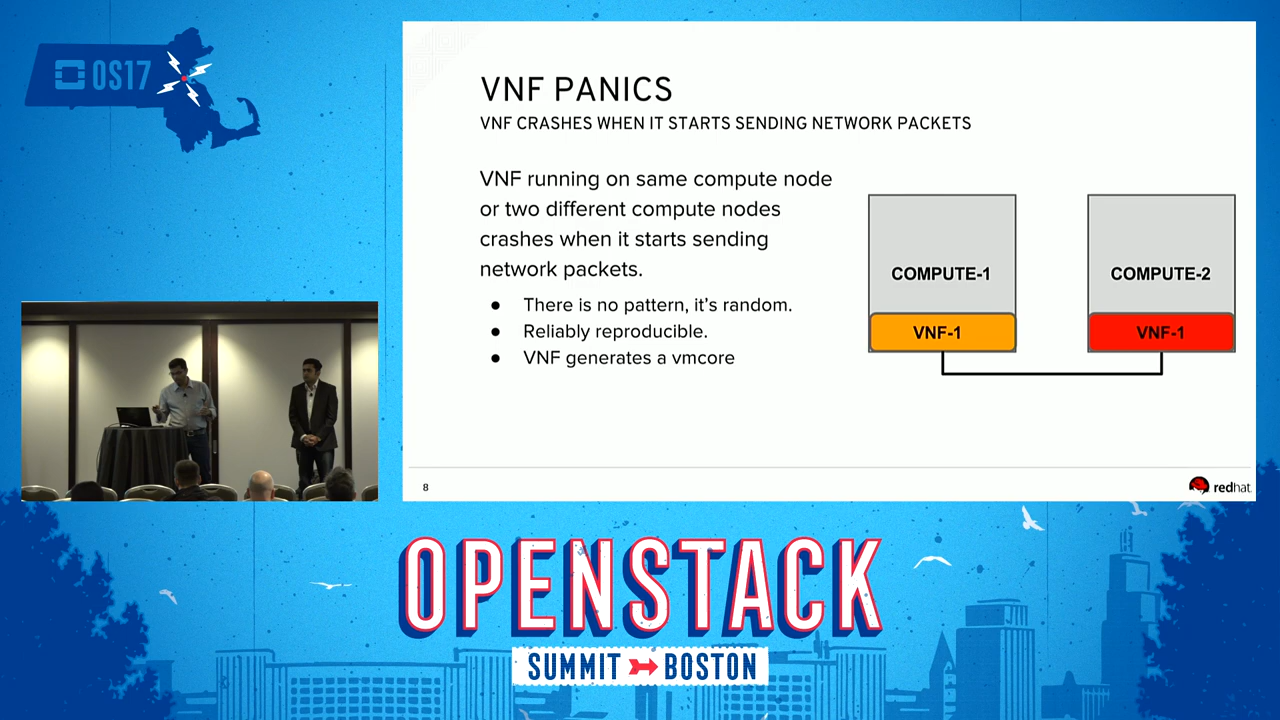 OS17
VNF PANICS
VNF CRASHES WHEN IT STARTS SENDING NETWORK PACKETS
VNF running on same compute node
or two different compute nodes
crashes when it starts sending
network packets.
● There is no pattern, it's random.
● Reliably reproducible.
● VNF generates a vmcore
COMPUTE-1
VNF-1
COMPUTE-2
VNF-1
8
redhat.
OPENSTACK
SUMMIT BOSTON